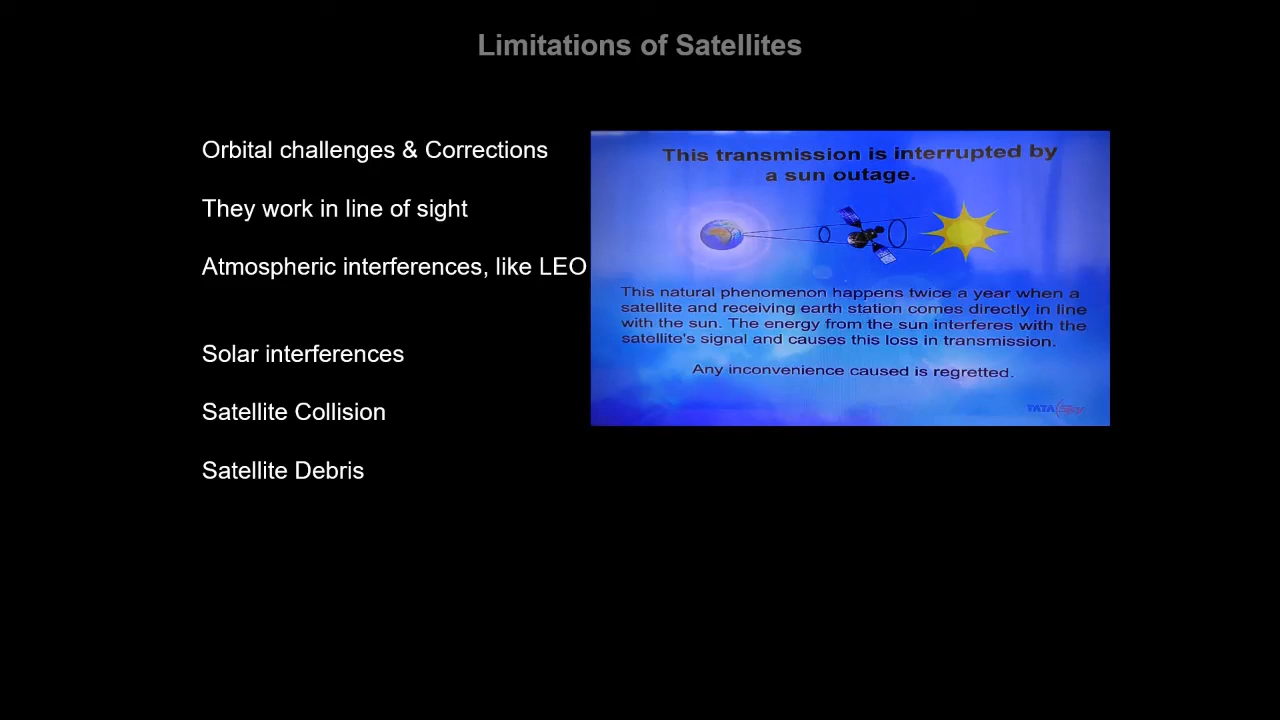 Limitations of Satellites
Orbital challenges & Corrections
They work in line of sight
Atmospheric interferences, like LEO
Solar interferences
Satellite Collision
Satellite Debris
This transmission is interrupted by
a sun outage.
This natural phenomenon happens twice a year when a
satellite and receiving earth station comes directly in line
with the sun. The energy from the sun interferes with the
satellite's signal and causes this loss in transmission.
Any inconvenience caused is regretted.
TATA